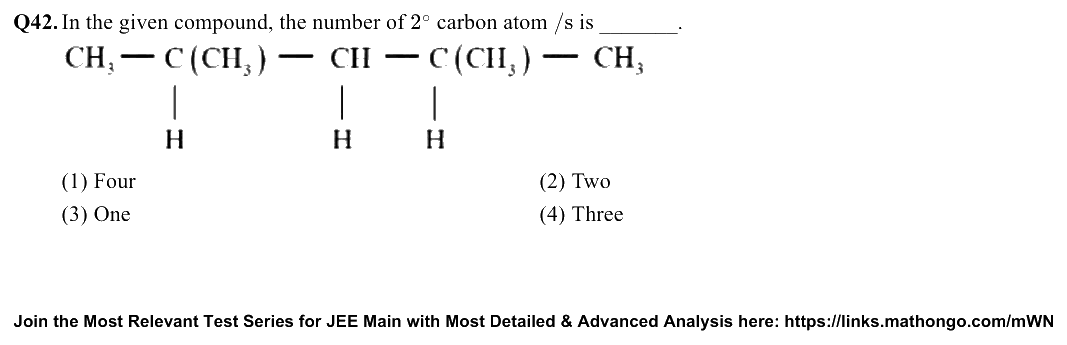 Q42. In the given compound, the number of 2° carbon atom /s is ________.
CH₃ — C (CH₃) — CH — C (CH₃) — CH₃
| | |
H H H
(1) Four (2) Two
(3) One (4) Three
Join the Most Relevant Test Series for JEE Main with Most Detailed & Advanced Analysis here: https://links.mathongo.com/mWN